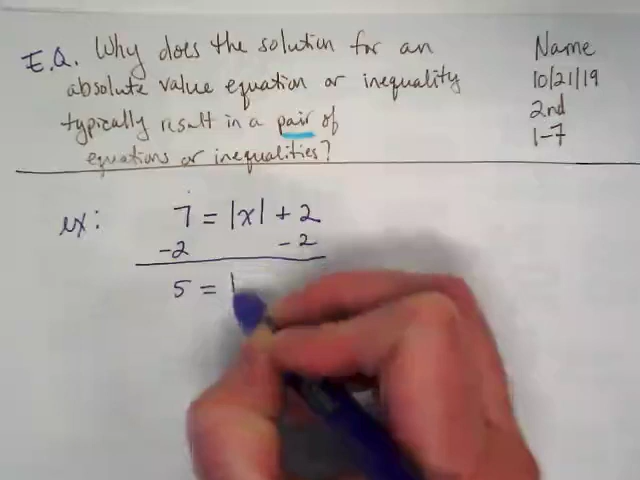 E.Q. Why does the solution for an
absolute value equation or inequality
typically result in a pair of
equations or inequalities?
Name
10/21/19
2nd
1-7
ex: 7 = |x| + 2
-2 -2
5 = |